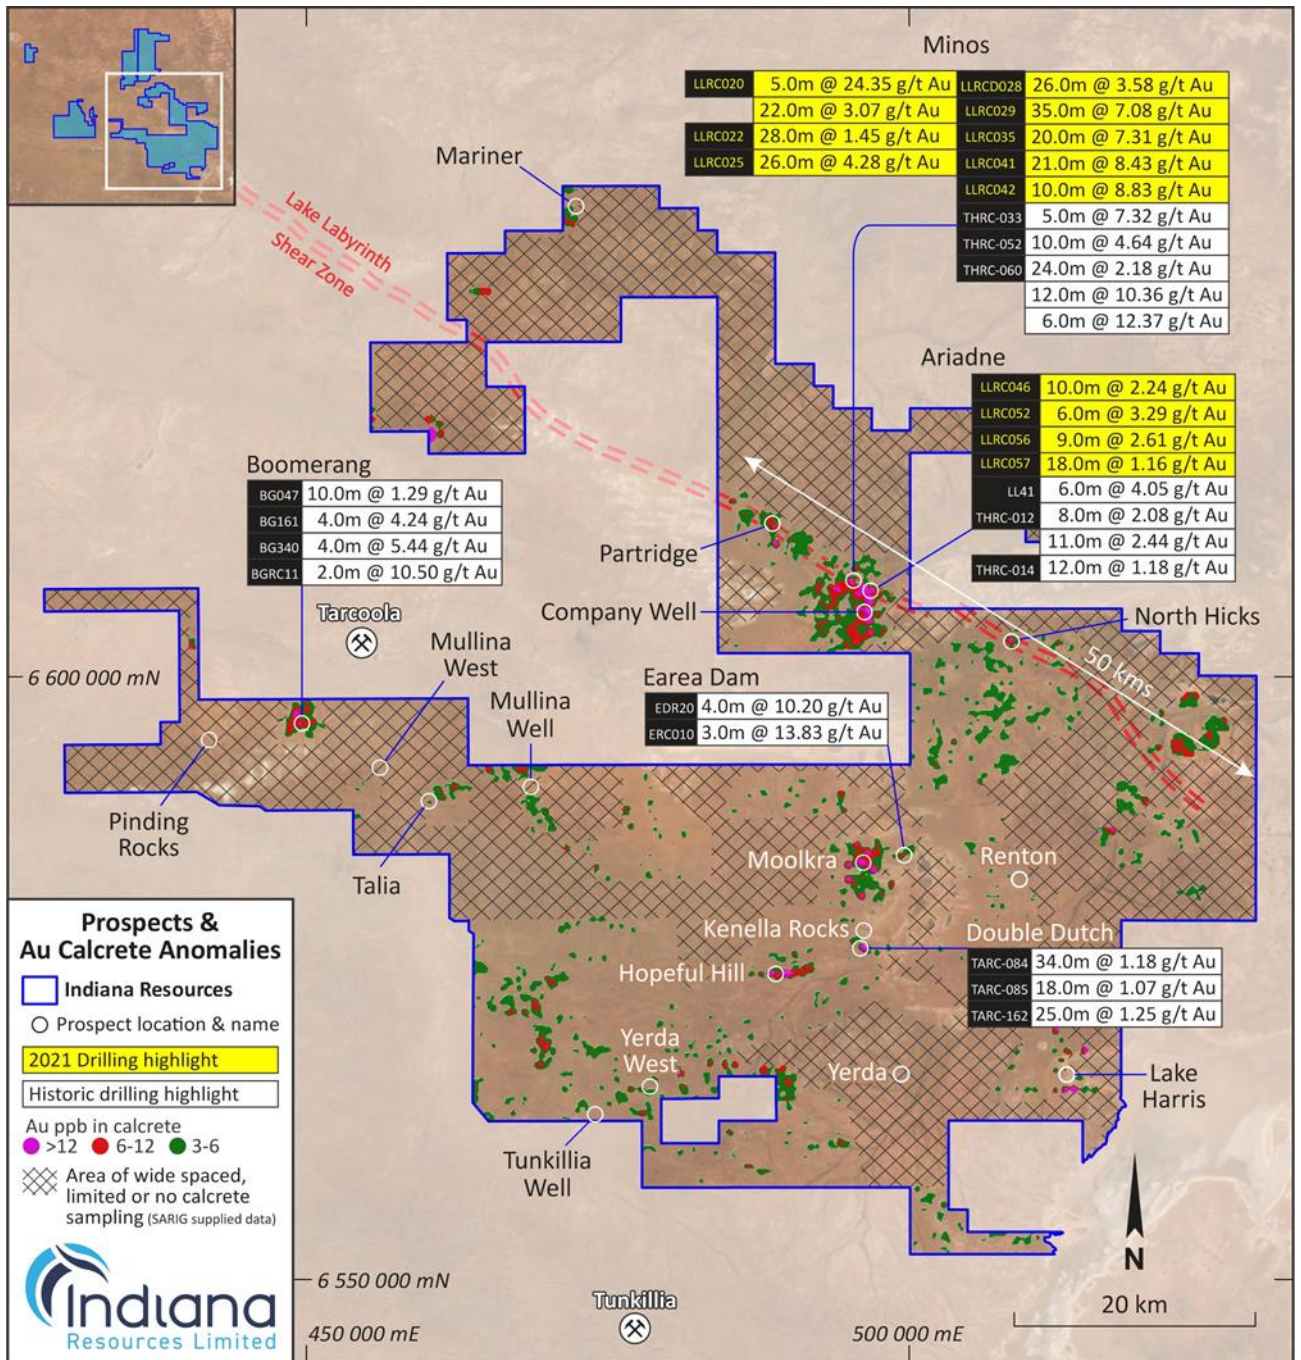 Minos
LLRC020 5.0m @ 24.35 g/t Au
22.0m @ 3.07 g/t Au
LLRC022 28.0m @ 1.45 g/t Au
LLRC025 26.0m @ 4.28 g/t Au
LLRCD028 26.0m @ 3.58 g/t Au
LLRC029 35.0m @ 7.08 g/t Au
LLRC035 20.0m @ 7.31 g/t Au
LLRC041 21.0m @ 8.43 g/t Au
LLRC042 10.0m @ 8.83 g/t Au
THRC-033 5.0m @ 7.32 g/t Au
THRC-052 10.0m @ 4.64 g/t Au
THRC-060 24.0m @ 2.18 g/t Au
12.0m @ 10.36 g/t Au
6.0m @ 12.37 g/t Au
Mariner
Lake Labyrinth
Shear Zone
Ariadne
LLRC046 10.0m @ 2.24 g/t Au
LLRC052 6.0m @ 3.29 g/t Au
LLRC056 9.0m @ 2.61 g/t Au
LLRC057 18.0m @ 1.16 g/t Au
LL41 6.0m @ 4.05 g/t Au
THRC-012 8.0m @ 2.08 g/t Au
11.0m @ 2.44 g/t Au
THRC-014 12.0m @ 1.18 g/t Au
Boomerang
BG047 10.0m @ 1.29 g/t Au
BG161 4.0m @ 4.24 g/t Au
BG340 4.0m @ 5.44 g/t Au
BGRC11 2.0m @ 10.50 g/t Au
Partridge
Company Well
North Hicks
50 kms
Tarcoola
Mullina
West
Mullina
Well
6 600 000 mN
Earea Dam
EDR20 4.0m @ 10.20 g/t Au
ERC010 3.0m @ 13.83 g/t Au
Pinding
Rocks
Talia
Moolkra
Renton
Kenella Rocks
Double Dutch
TARC-084 34.0m @ 1.18 g/t Au
TARC-085 18.0m @ 1.07 g/t Au
TARC-162 25.0m @ 1.25 g/t Au
Hopeful Hill
Yerda
West
Yerda
Lake
Harris
Tunkillia
Well
Prospects &
Au Calcrete Anomalies
Indiana Resources
Prospect location & name
2021 Drilling highlight
Historic drilling highlight
Au ppb in calcrete
>12 6-12 3-6
Area of wide spaced,
limited or no calcrete
sampling (SARIG supplied data)
Indiana
Resources Limited
6 550 000 mN
Tunkillia
450 000 mE
500 000 mE
N
20 km